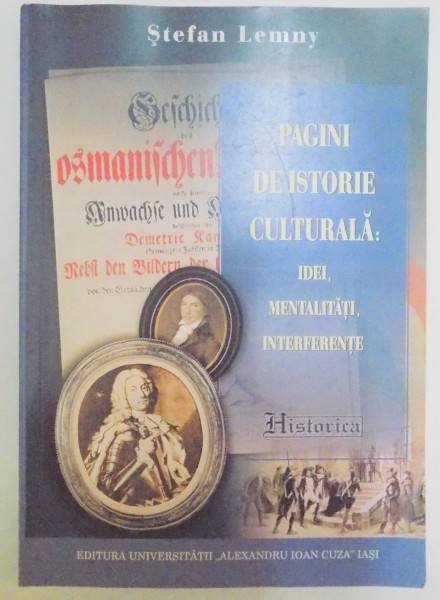 Ştefan Lemny
Geschich
des
osmanischen
Anwachse und
Demetrie Kan
Nebst den Bildern der
PAGINI
DE ISTORIE
CULTURALĂ:
IDEI,
MENTALITĂŢI,
INTERFERENŢE
Historica
EDITURA UNIVERSITĂŢII „ALEXANDRU IOAN CUZA” IAŞI